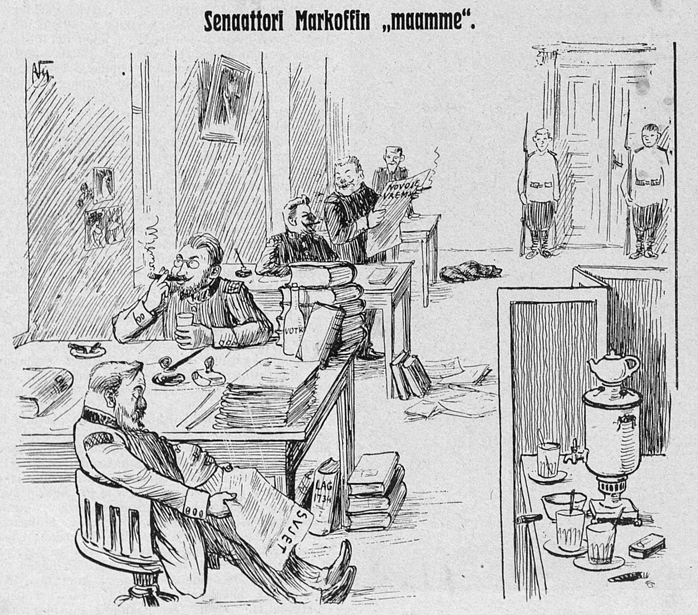 Senaattori Markoffin „maamme“.
NOVOJE
VREMJA
VOTK
LAG
1734
SVJET